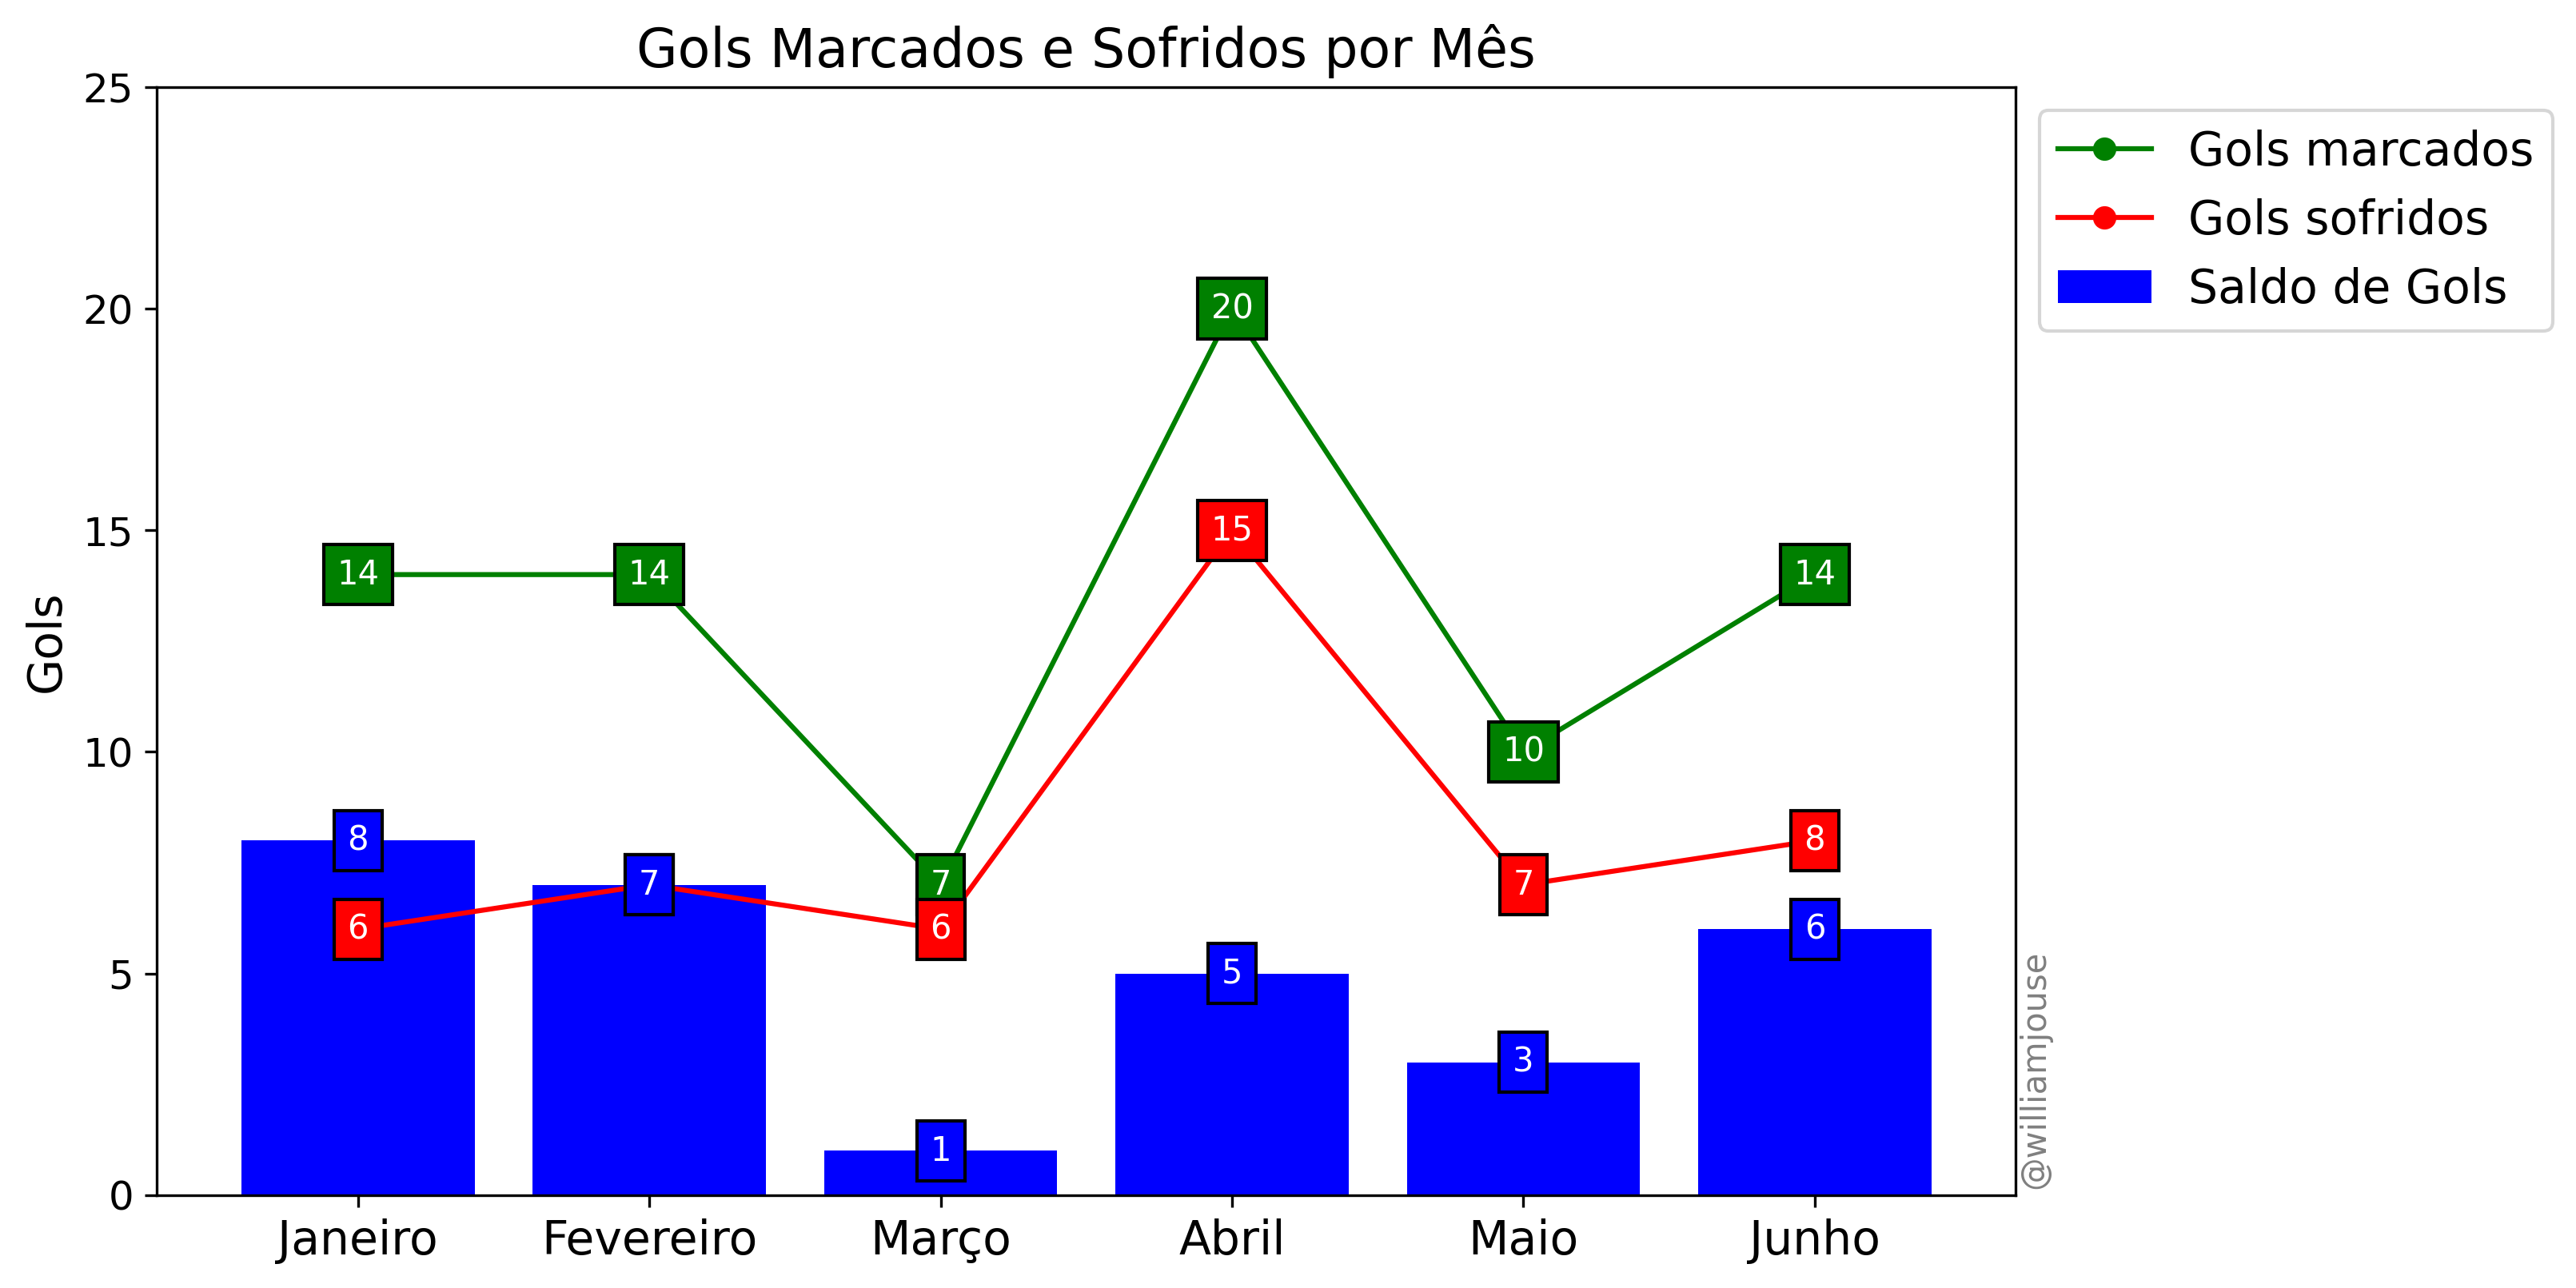 Gols Marcados e Sofridos por Mês
25
20
15
10
5
0
Gols
14
14
7
20
10
14
6
6
15
7
8
8
7
1
5
3
6
Janeiro
Fevereiro
Março
Abril
Maio
Junho
Gols marcados
Gols sofridos
Saldo de Gols
@williamjouse